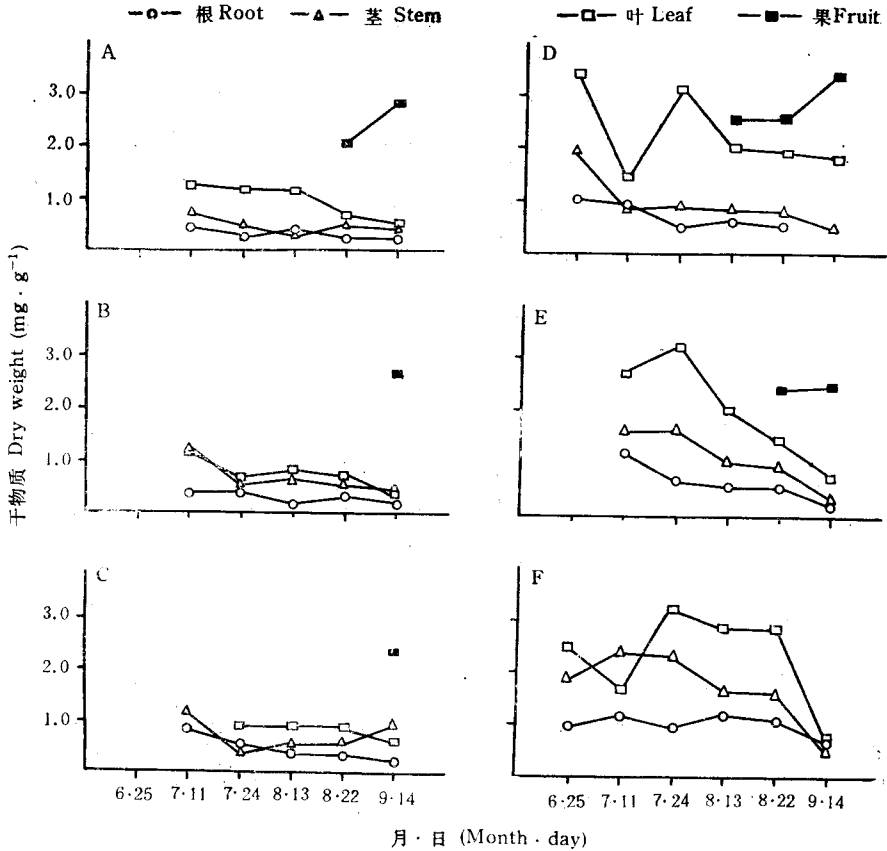 根 Root 茎 Stem 叶 Leaf 果 Fruit
A
3.0
2.0
1.0
D
B
3.0
2.0
1.0
E
C
3.0
2.0
1.0
F
干物质 Dry weight (mg · g⁻¹)
6·25 7·11 7·24 8·13 8·22 9·14
6·25 7·11 7·24 8·13 8·22 9·14
月 · 日 (Month · day)